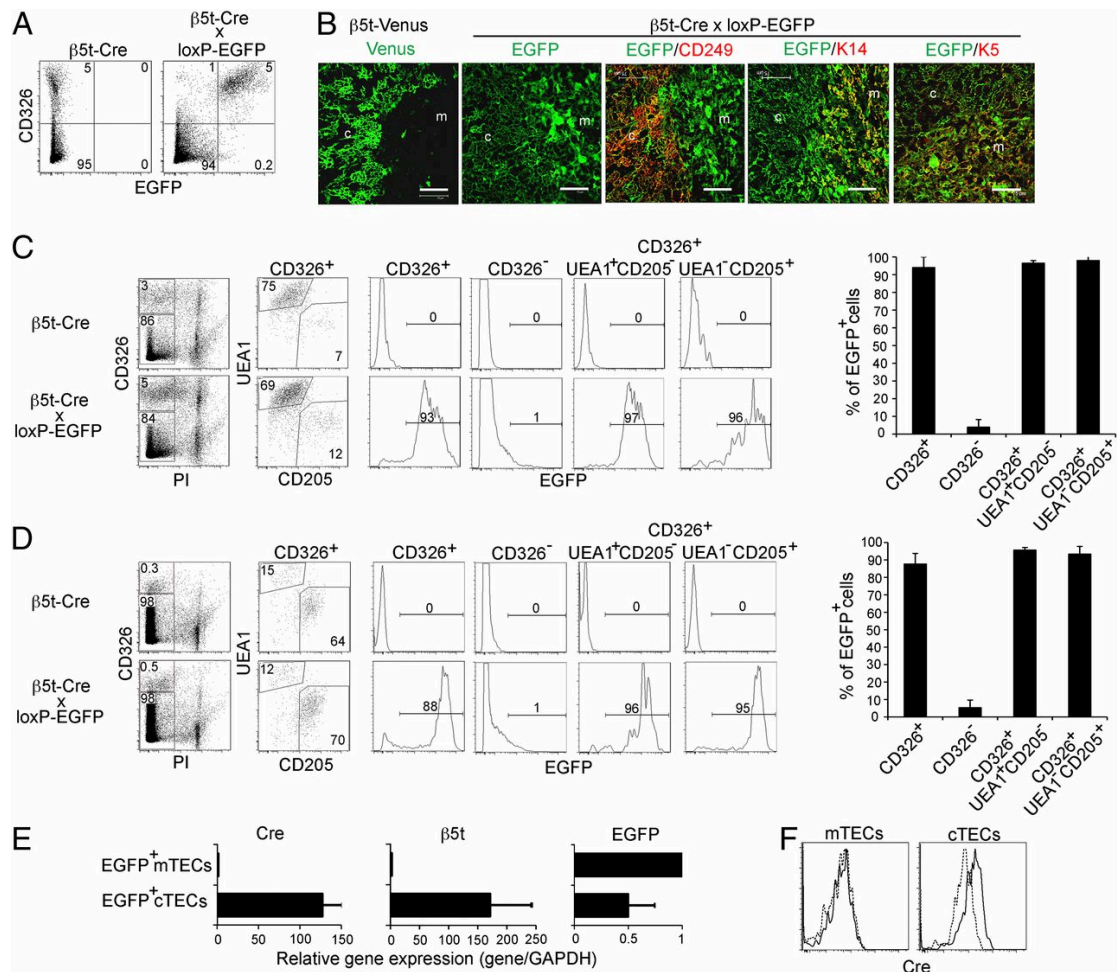 A
β5t-Cre
β5t-Cre
x
loxP-EGFP
CD326
5
0
95
0
1
5
94
0.2
EGFP
B
β5t-Venus
β5t-Cre x loxP-EGFP
Venus
EGFP
EGFP/CD249
EGFP/K14
EGFP/K5
c
m
c
m
c
m
c
m
c
m
C
CD326+
CD326+
CD326-
CD326+
UEA1+CD205-
UEA1-CD205+
β5t-Cre
3
86
75
7
0
0
0
0
CD326
UEA1
β5t-Cre
x
loxP-EGFP
5
84
69
12
93
1
97
96
PI
CD205
EGFP
% of EGFP+cells
100
90
80
70
60
50
40
30
20
10
0
CD326+
CD326-
CD326+
UEA1+CD205-
CD326+
UEA1-CD205+
D
CD326+
CD326+
CD326-
CD326+
UEA1+CD205-
UEA1-CD205+
β5t-Cre
0.3
98
15
64
0
0
0
0
CD326
UEA1
β5t-Cre
x
loxP-EGFP
0.5
98
12
70
88
1
96
95
PI
CD205
EGFP
% of EGFP+cells
100
90
80
70
60
50
40
30
20
10
0
CD326+
CD326-
CD326+
UEA1+CD205-
CD326+
UEA1-CD205+
E
Cre
β5t
EGFP
EGFP+mTECs
EGFP+cTECs
0 50 100 150
0 50 100 150 200 250
0 0.5 1
Relative gene expression (gene/GAPDH)
F
mTECs
cTECs
Cre